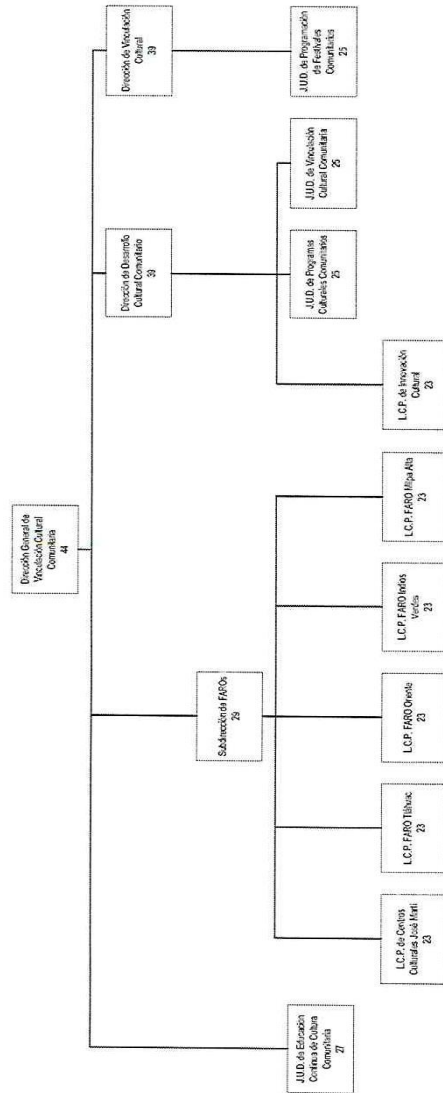 Dirección General de
Vinculación Cultural
Comunitaria
44
J.U.D. de Educación
Continua de Cultura
Comunitaria
27
Subdirección de FAROs
29
Dirección de Desarrollo
Cultural Comunitario
39
Dirección de Vinculación
Cultural
39
L.C.P. de Centros
Culturales José Martí
23
L.C.P. FARO Tláhuac
23
L.C.P. FARO Oriente
23
L.C.P. FARO Indios
Verdes
23
L.C.P. FARO Milpa Alta
23
L.C.P. de Innovación
Cultural
23
J.U.D. de Programas
Culturales Comunitarios
25
J.U.D. de Vinculación
Cultural Comunitaria
25
J.U.D. de Programación
de Festivales
Comunitarios
25